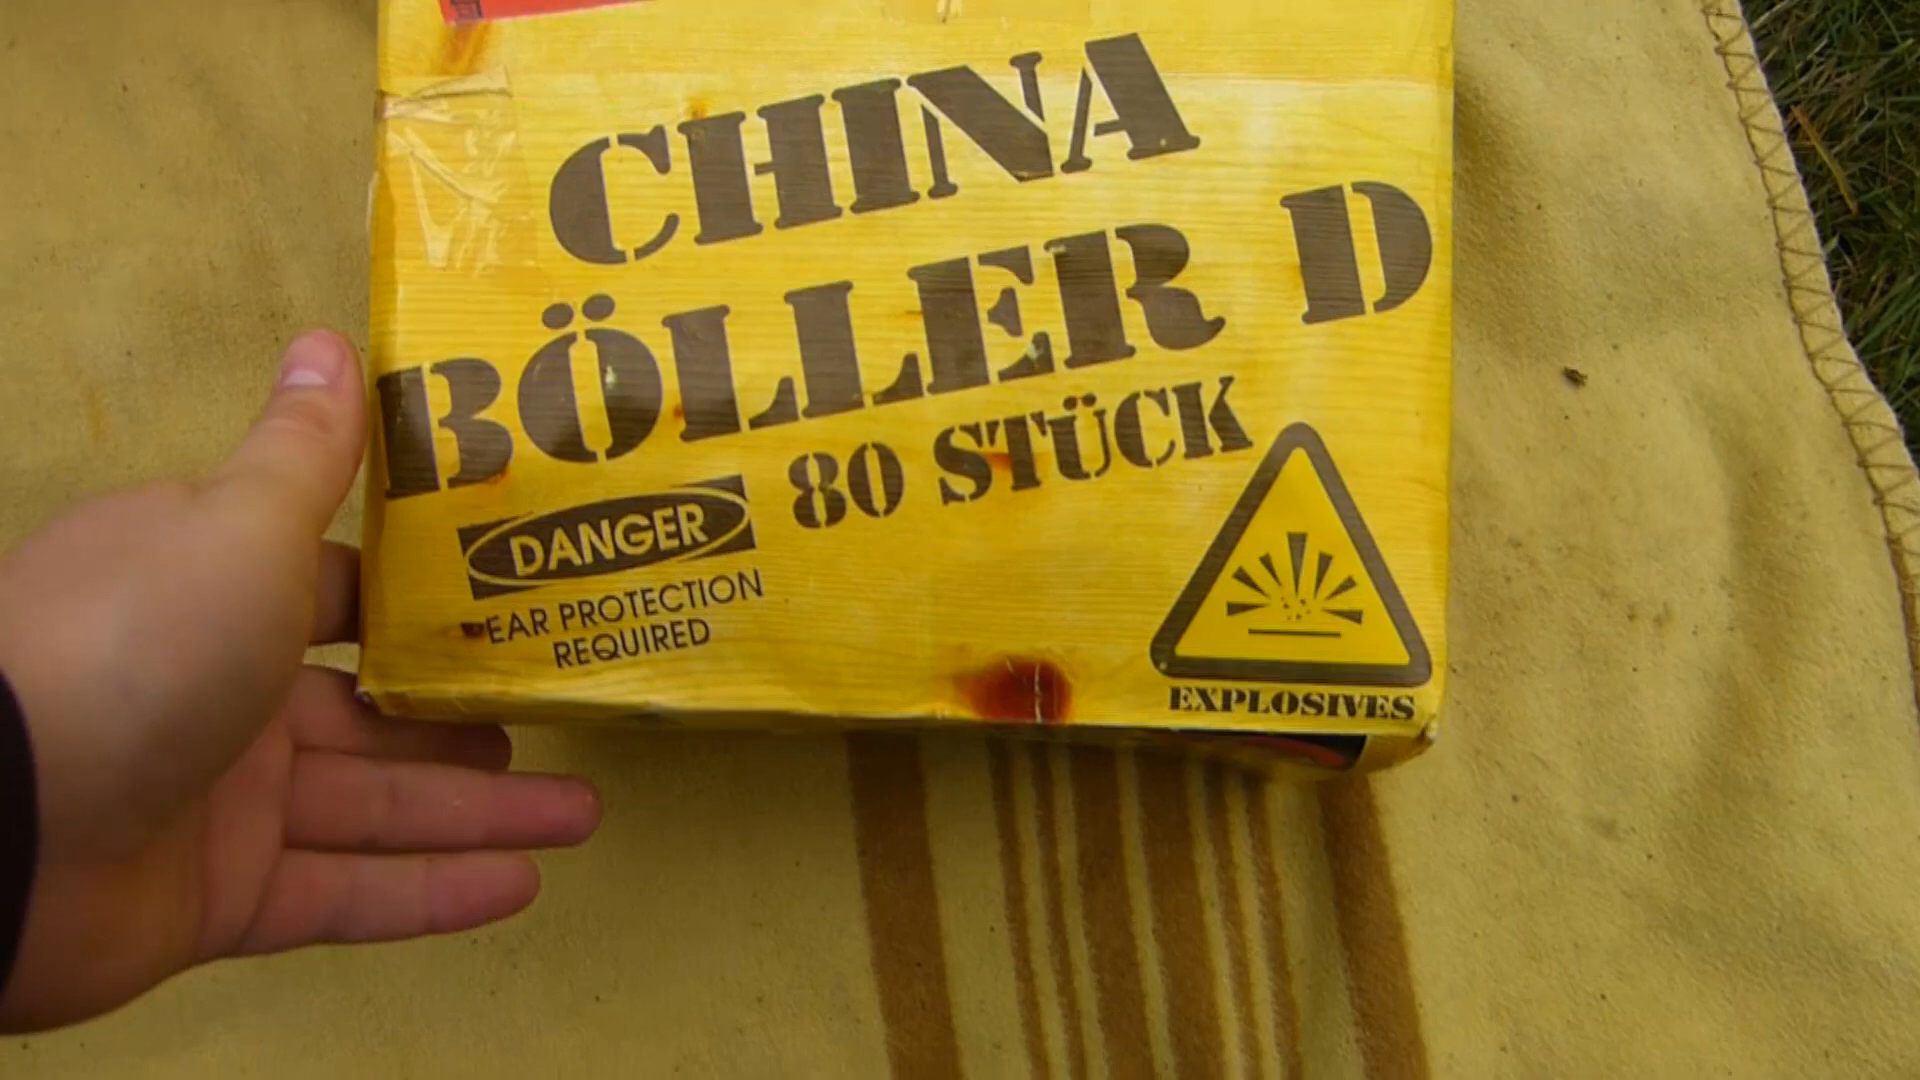 CHINA
BÖLLER D
80 STÜCK
DANGER
EAR PROTECTION
REQUIRED
EXPLOSIVES